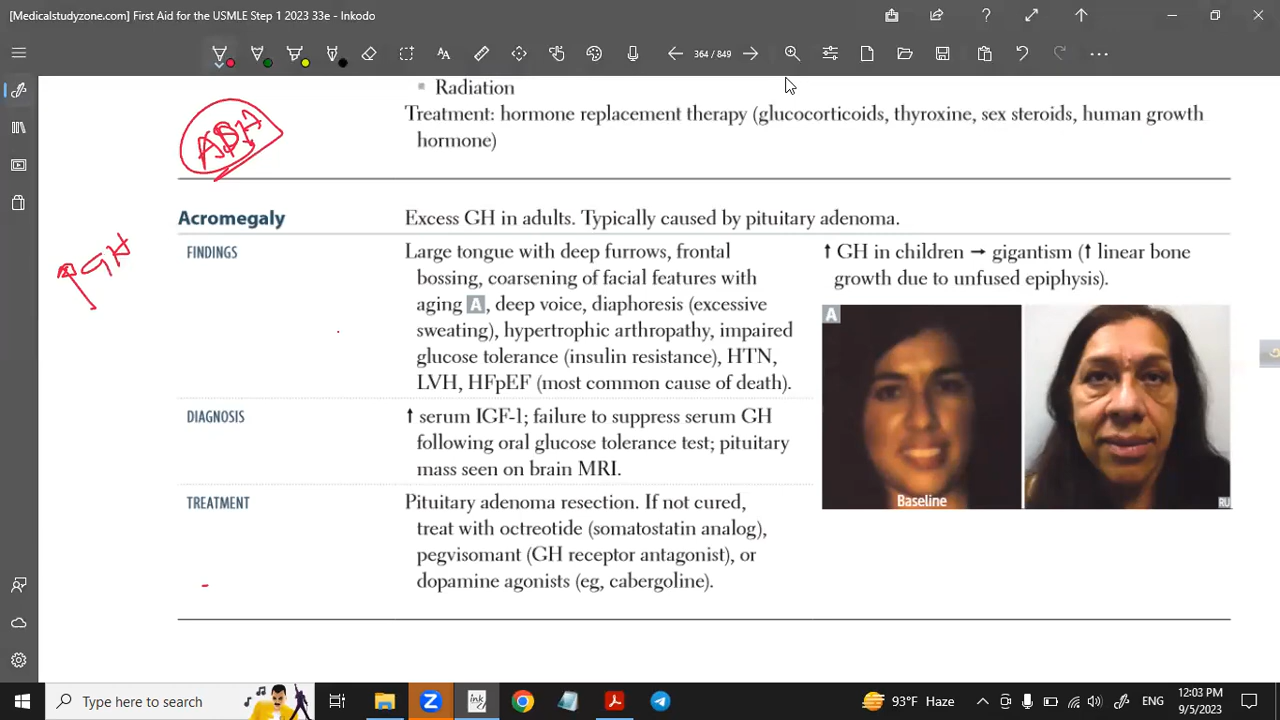 [Medicalstudyzone.com] First Aid for the USMLE Step 1 2023 33e - Inkodo
364 / 849
Radiation
Treatment: hormone replacement therapy (glucocorticoids, thyroxine, sex steroids, human growth
hormone)
Acromegaly
Excess GH in adults. Typically caused by pituitary adenoma.
↑GH
FINDINGS
Large tongue with deep furrows, frontal
bossing, coarsening of facial features with
aging A, deep voice, diaphoresis (excessive
sweating), hypertrophic arthropathy, impaired
glucose tolerance (insulin resistance), HTN,
LVH, HFpEF (most common cause of death).
↑ GH in children → gigantism (↑ linear bone
growth due to unfused epiphysis).
A
Baseline
RU
DIAGNOSIS
↑ serum IGF-1; failure to suppress serum GH
following oral glucose tolerance test; pituitary
mass seen on brain MRI.
TREATMENT
Pituitary adenoma resection. If not cured,
treat with octreotide (somatostatin analog),
pegvisomant (GH receptor antagonist), or
dopamine agonists (eg, cabergoline).
Type here to search
93°F Haze
ENG
12:03 PM
9/5/2023